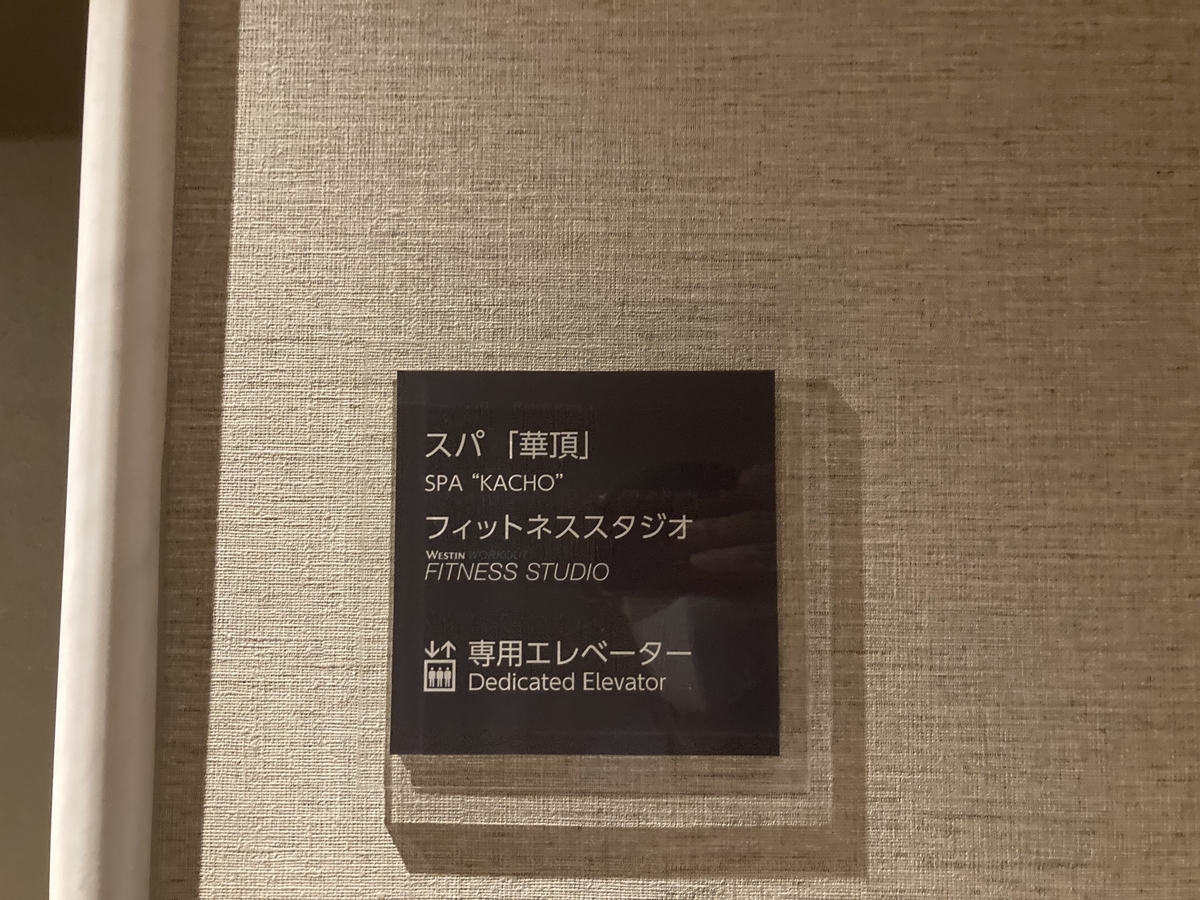 スパ「華頂」
SPA “KACHO”
フィットネススタジオ
WESTIN WORKOUT
FITNESS STUDIO
専用エレベーター
Dedicated Elevator